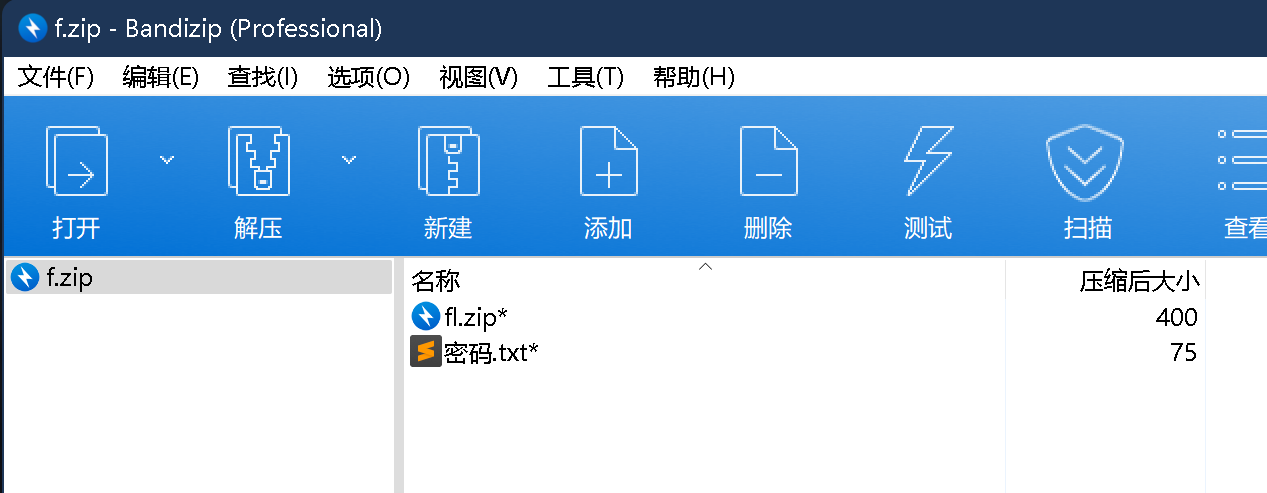 f.zip - Bandizip (Professional)
文件(F) 编辑(E) 查找(I) 选项(O) 视图(V) 工具(T) 帮助(H)
打开 解压 新建 添加 删除 测试 扫描 查看
f.zip
名称 压缩后大小
fl.zip* 400
密码.txt* 75